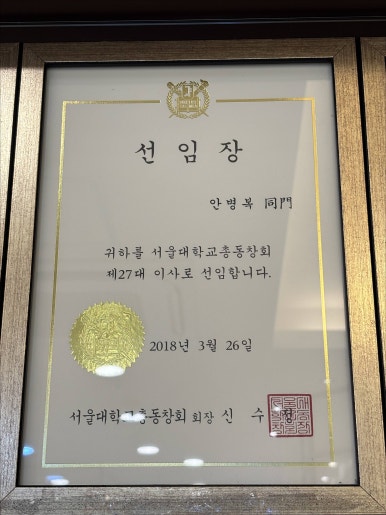 선임장
안병복 同門
귀하를 서울대학교총동창회
제27대 이사로 선임합니다.
2018년 3월 26일
서울대학교총동창회 회장 신 수 정